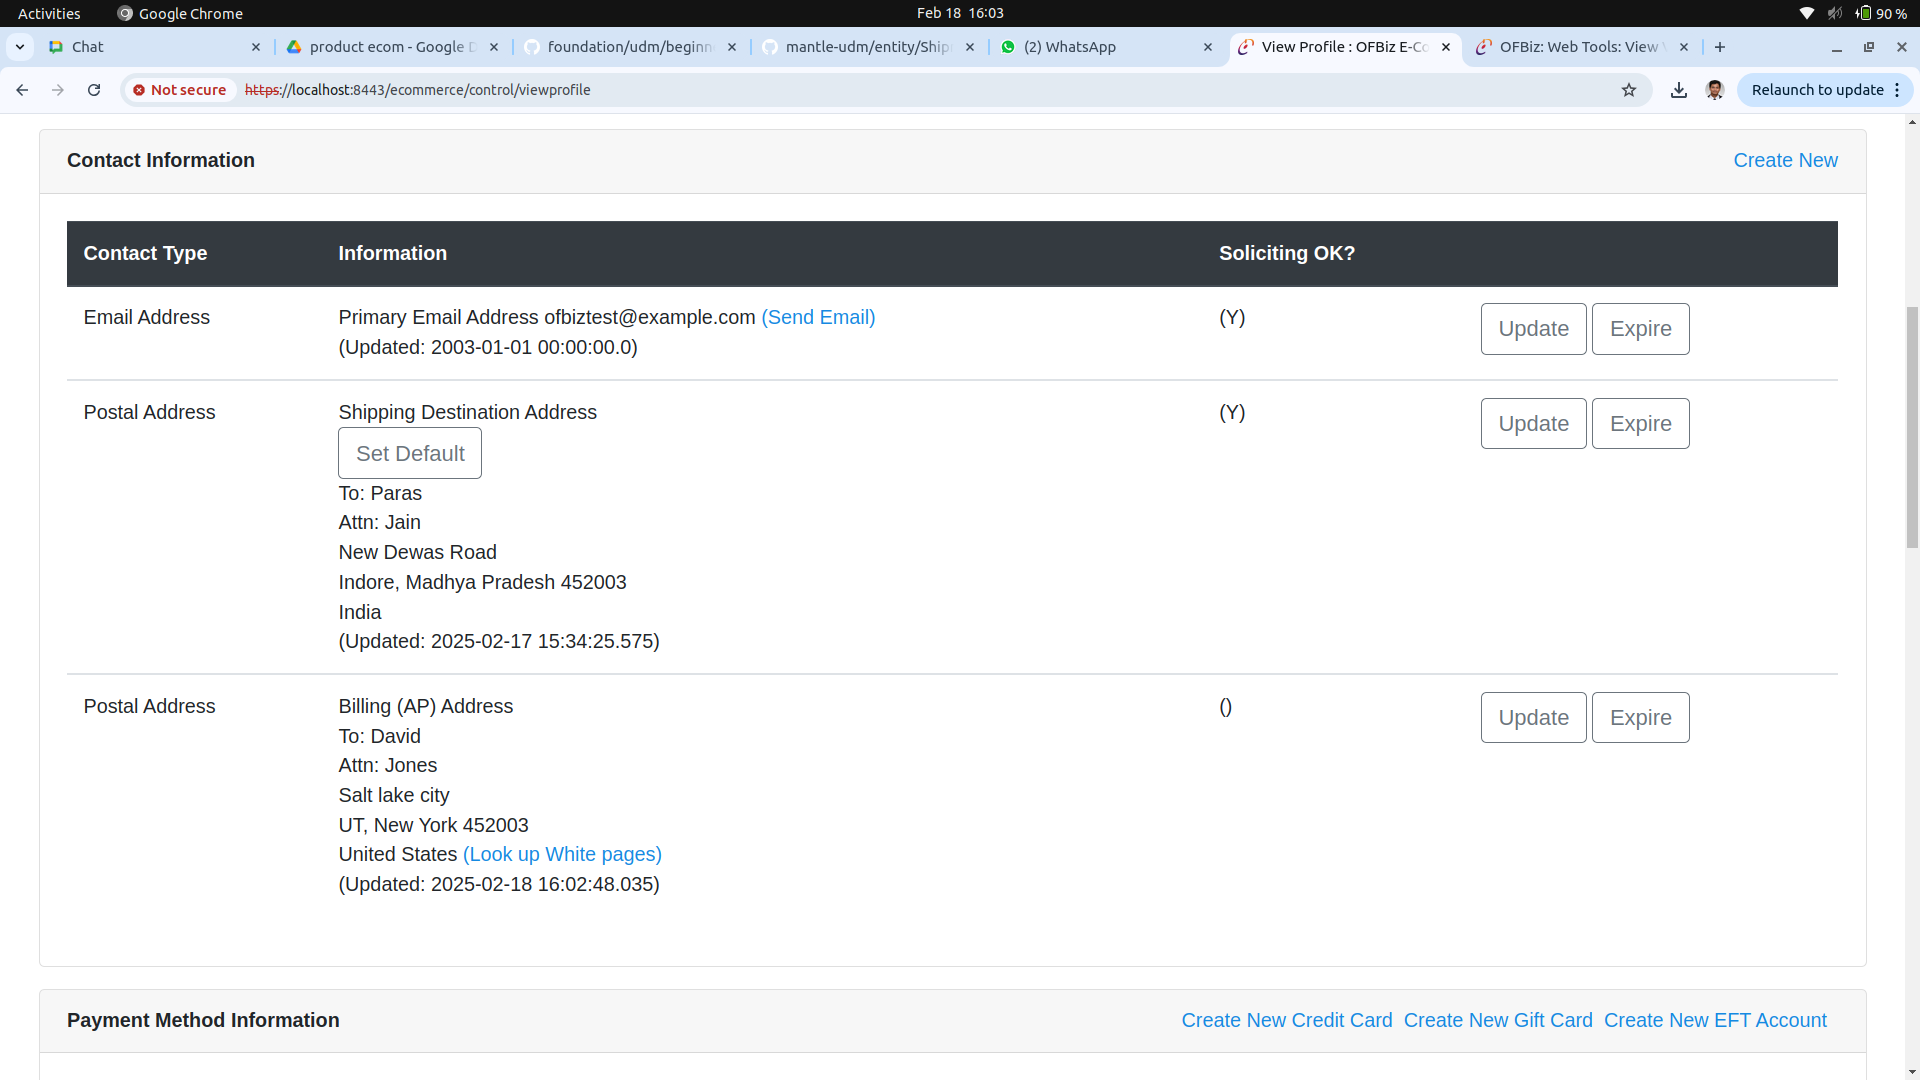 Activities Google Chrome Feb 18 16:03 90 %
Chat product ecom - Google D foundation/udm/beginn mantle-udm/entity/Ship (2) WhatsApp View Profile : OFBiz E-Co OFBiz: Web Tools: View
Not secure https://localhost:8443/ecommerce/control/viewprofile Relaunch to update
Contact Information Create New
Contact Type Information Soliciting OK?
Email Address Primary Email Address ofbiztest@example.com (Send Email) (Y) Update Expire
(Updated: 2003-01-01 00:00:00.0)
Postal Address Shipping Destination Address (Y) Update Expire
Set Default
To: Paras
Attn: Jain
New Dewas Road
Indore, Madhya Pradesh 452003
India
(Updated: 2025-02-17 15:34:25.575)
Postal Address Billing (AP) Address () Update Expire
To: David
Attn: Jones
Salt lake city
UT, New York 452003
United States (Look up White pages)
(Updated: 2025-02-18 16:02:48.035)
Payment Method Information Create New Credit Card Create New Gift Card Create New EFT Account